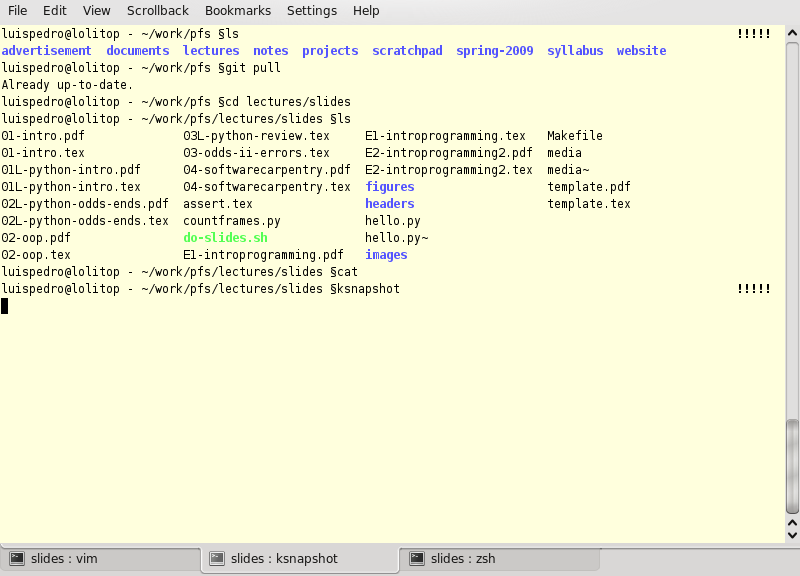 File Edit View Scrollback Bookmarks Settings Help
luispedro@lolitop - ~/work/pfs §ls !!!!!
advertisement documents lectures notes projects scratchpad spring-2009 syllabus website
luispedro@lolitop - ~/work/pfs §git pull
Already up-to-date.
luispedro@lolitop - ~/work/pfs §cd lectures/slides
luispedro@lolitop - ~/work/pfs/lectures/slides §ls
01-intro.pdf 03L-python-review.tex E1-introprogramming.tex Makefile
01-intro.tex 03-odds-ii-errors.tex E2-introprogramming2.pdf media
01L-python-intro.pdf 04-softwarecarpentry.pdf E2-introprogramming2.tex media~
01L-python-intro.tex 04-softwarecarpentry.tex figures template.pdf
02L-python-odds-ends.pdf assert.tex headers template.tex
02L-python-odds-ends.tex countframes.py hello.py
02-oop.pdf do-slides.sh hello.py~
02-oop.tex E1-introprogramming.pdf images
luispedro@lolitop - ~/work/pfs/lectures/slides §cat
luispedro@lolitop - ~/work/pfs/lectures/slides §ksnapshot !!!!!
slides : vim slides : ksnapshot slides : zsh